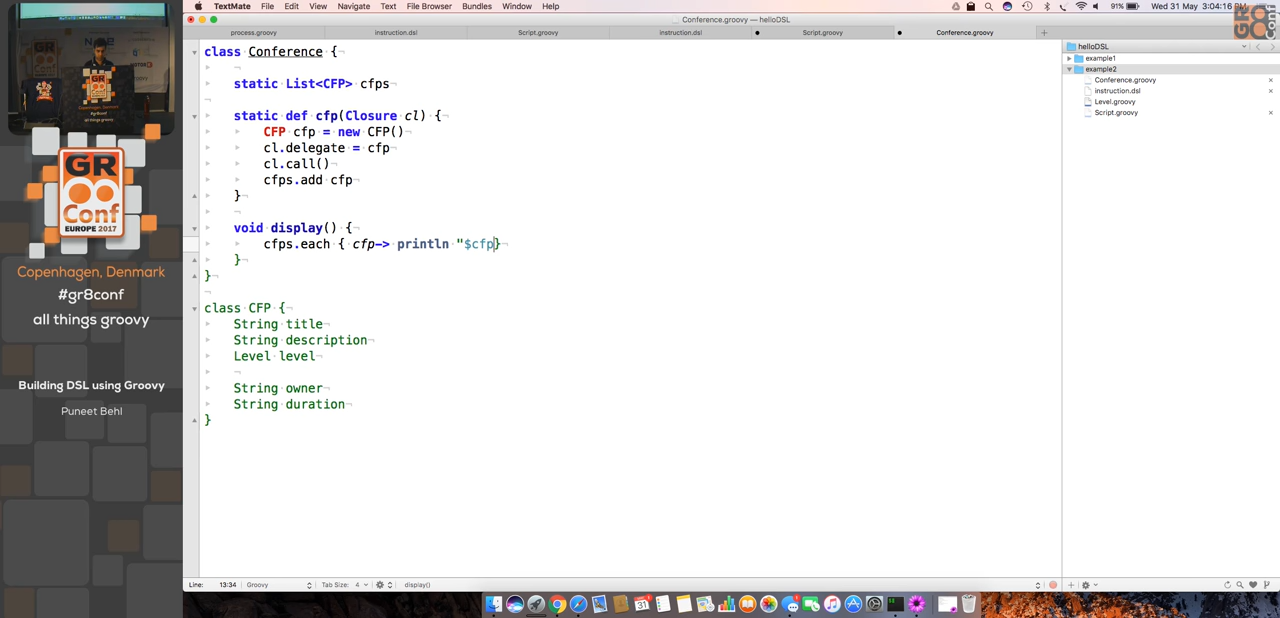 TextMate File Edit View Navigate Text File Browser Bundles Window Help 91% Wed 31 May 3:04:16 PM
Conference.groovy — helloDSL
process.groovy instruction.dsl Script.groovy instruction.dsl Script.groovy Conference.groovy
class Conference {
static List<CFP> cfps
static def cfp(Closure cl) {
CFP cfp = new CFP()
cl.delegate = cfp
cl.call()
cfps.add cfp
}
void display() {
cfps.each { cfp-> println "$cfp}
}
}
class CFP {
String title
String description
Level level
String owner
String duration
}
Line: 13:34 Groovy Tab Size: 4 display()
helloDSL
example1
example2
Conference.groovy
instruction.dsl
Level.groovy
Script.groovy
GR
Conf
EUROPE 2017
Copenhagen, Denmark
#gr8conf
all things groovy
Building DSL using Groovy
Puneet Behl